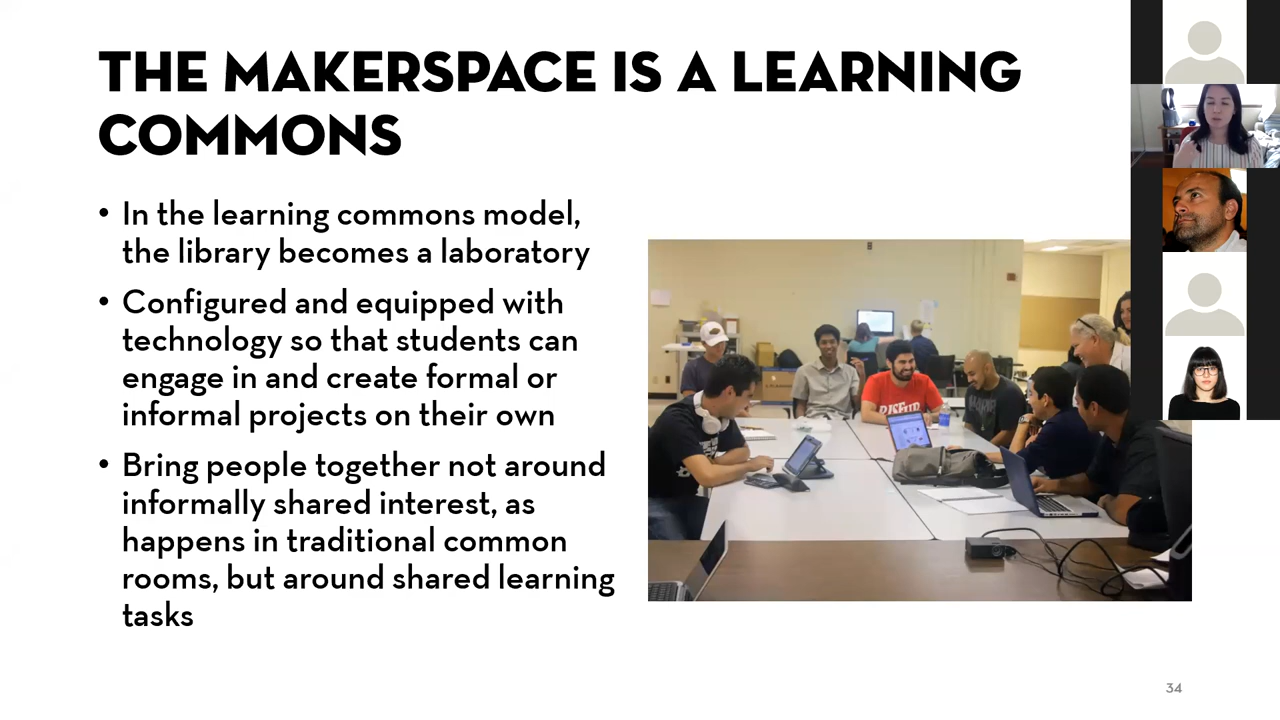 THE MAKERSPACE IS A LEARNING
COMMONS
• In the learning commons model,
the library becomes a laboratory
• Configured and equipped with
technology so that students can
engage in and create formal or
informal projects on their own
• Bring people together not around
informally shared interest, as
happens in traditional common
rooms, but around shared learning
tasks
34